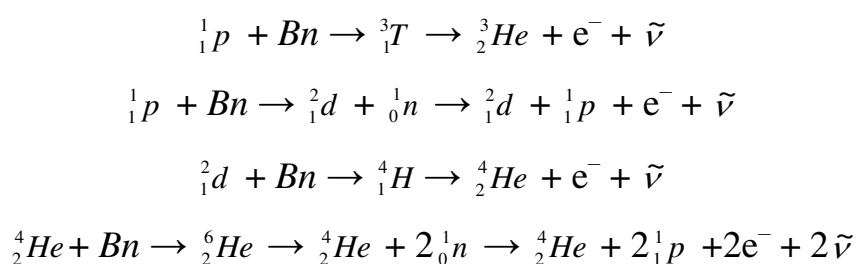 ¹₁p + Bn → ³₁T → ³₂He + e⁻ + ν̃
¹₁p + Bn → ²₁d + ¹₀n → ²₁d + ¹₁p + e⁻ + ν̃
²₁d + Bn → ⁴₁H → ⁴₂He + e⁻ + ν̃
⁴₂He + Bn → ⁶₂He → ⁴₂He + 2¹₀n → ⁴₂He + 2¹₁p +2e⁻ + 2ν̃